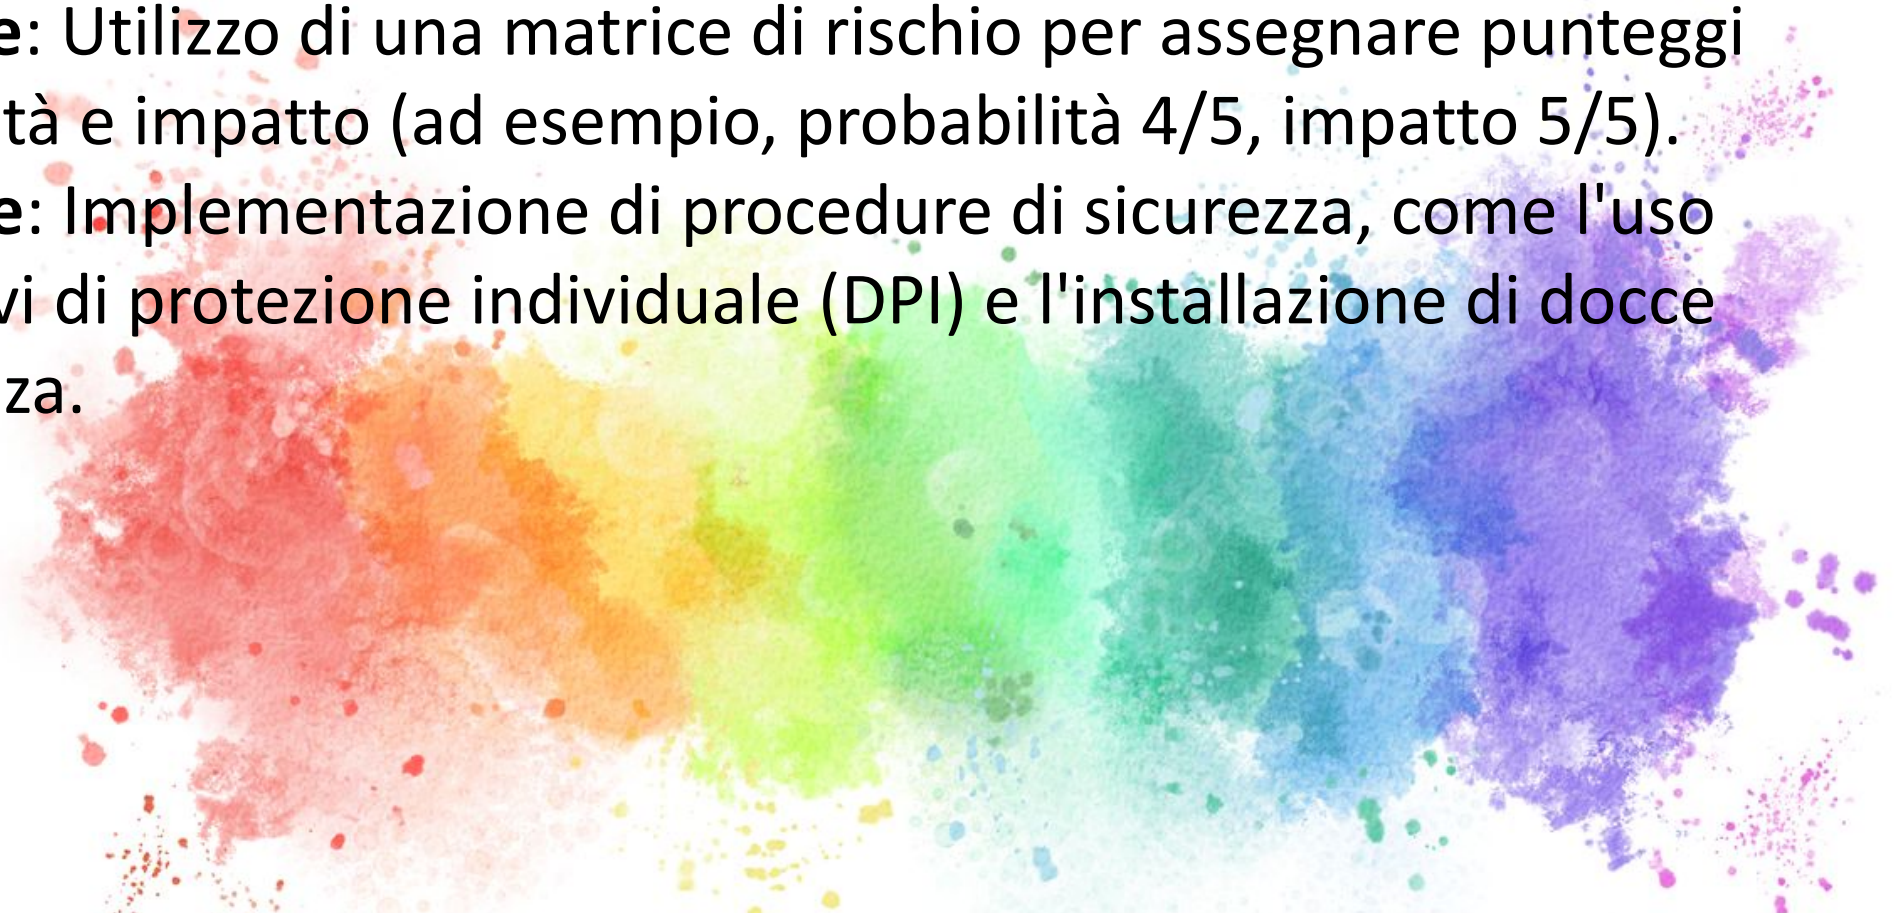 e: Utilizzo di una matrice di rischio per assegnare punteggi
tà e impatto (ad esempio, probabilità 4/5, impatto 5/5).
e: Implementazione di procedure di sicurezza, come l'uso
vi di protezione individuale (DPI) e l'installazione di docce
za.